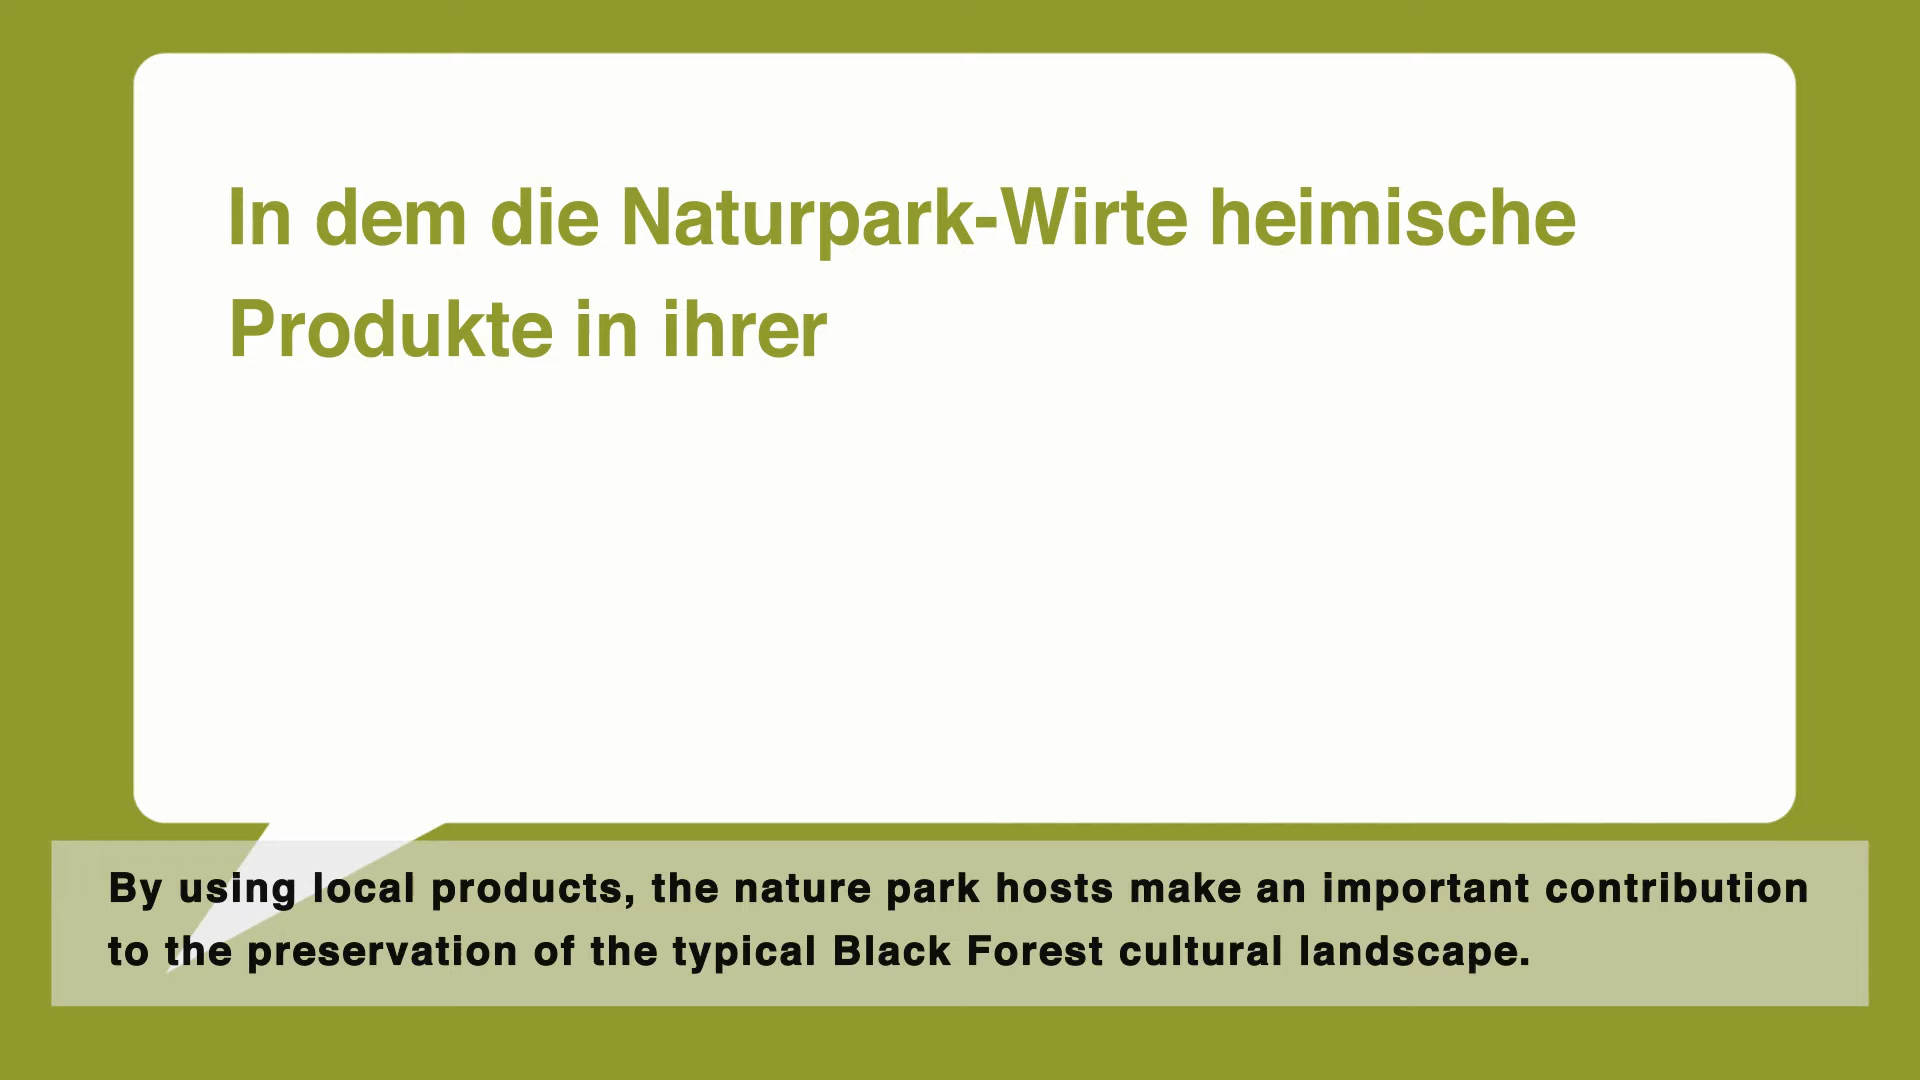 In dem die Naturpark-Wirte heimische
Produkte in ihrer
By using local products, the nature park hosts make an important contribution
to the preservation of the typical Black Forest cultural landscape.